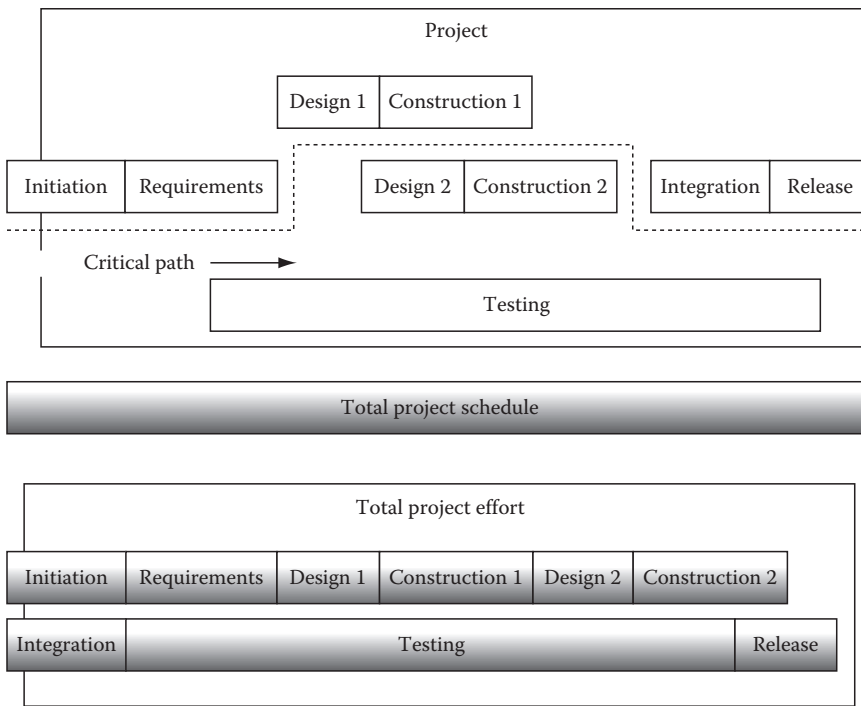 Project
Design 1 Construction 1
Initiation Requirements Design 2 Construction 2 Integration Release
Critical path
Testing
Total project schedule
Total project effort
Initiation Requirements Design 1 Construction 1 Design 2 Construction 2
Integration Testing Release